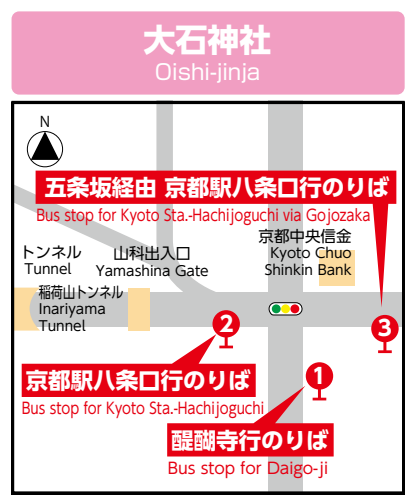 大石神社
Oishi-jinja
N
五条坂経由 京都駅八条口行のりば
Bus stop for Kyoto Sta.-Hachijoguchi via Gojozaka
京都中央信金
Kyoto Chuo
Shinkin Bank
トンネル
Tunnel
山科出入口
Yamashina Gate
稲荷山トンネル
Inariyama
Tunnel
2
3
京都駅八条口行のりば
Bus stop for Kyoto Sta.-Hachijoguchi
1
醍醐寺行のりば
Bus stop for Daigo-ji